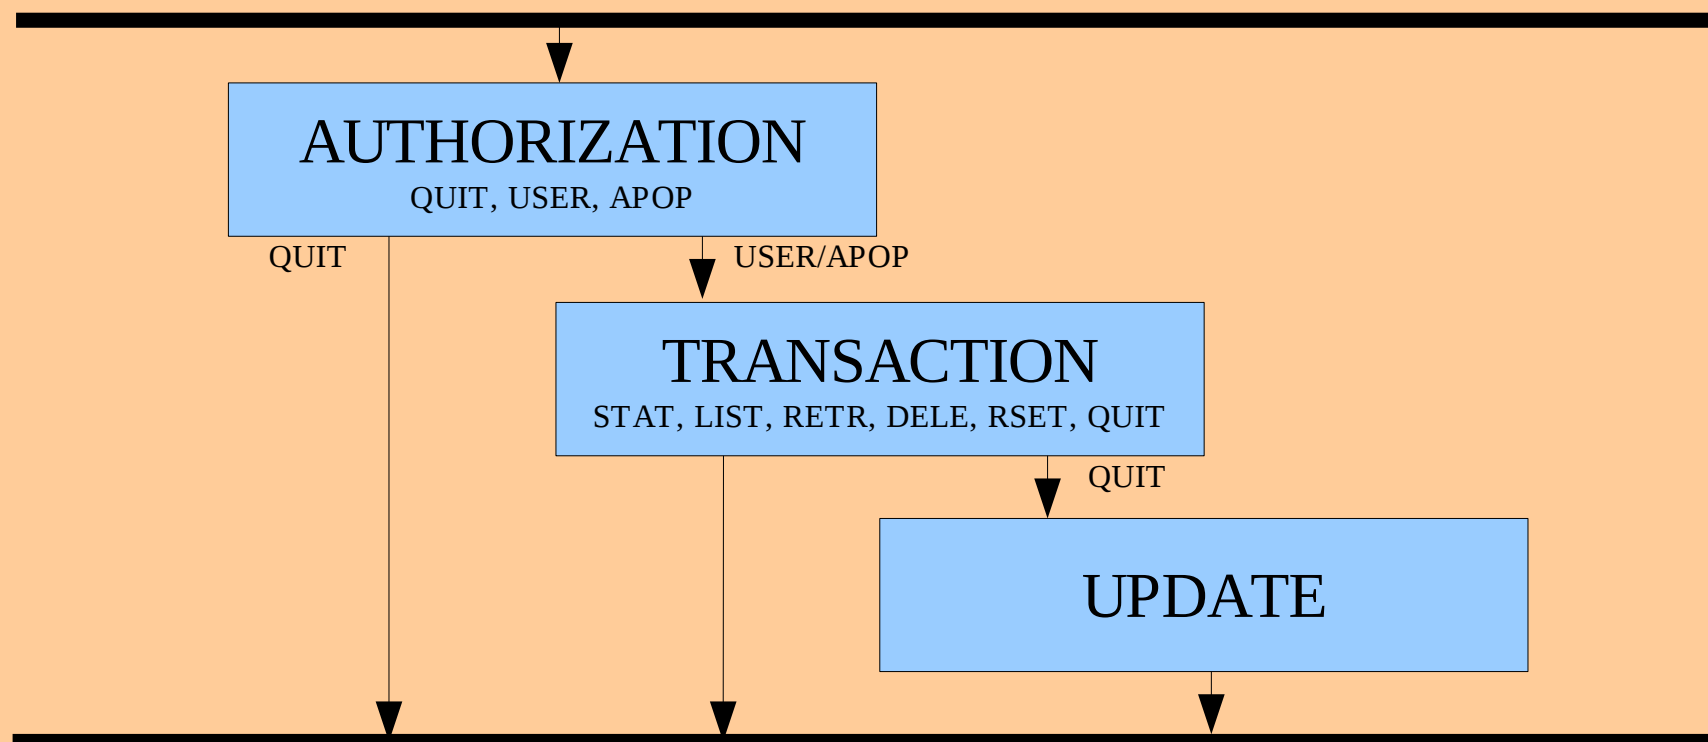 AUTHORIZATION
QUIT, USER, APOP
QUIT
USER/APOP
TRANSACTION
STAT, LIST, RETR, DELE, RSET, QUIT
QUIT
UPDATE